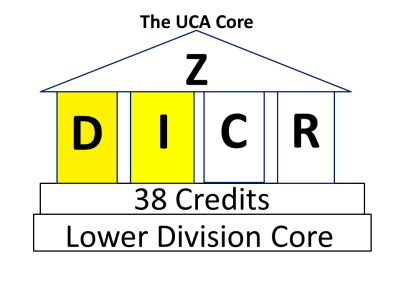 The UCA Core
Z
D I C R
38 Credits
Lower Division Core